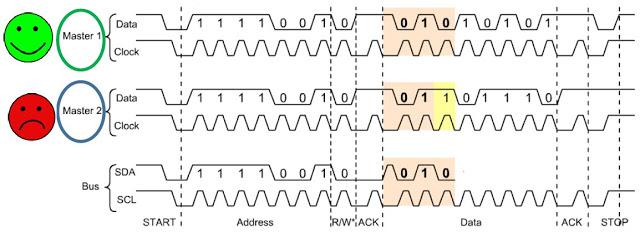 Master 1
Data 1 1 1 1 0 0 1 0 0 1 0 1 0 1 0 1
Clock
Master 2
Data 1 1 1 1 0 0 1 0 0 1 1 0 1 1 1 0
Clock
Bus
SDA 1 1 1 1 0 0 1 0 0 1 0
SCL
START Address R/W* ACK Data ACK STOP